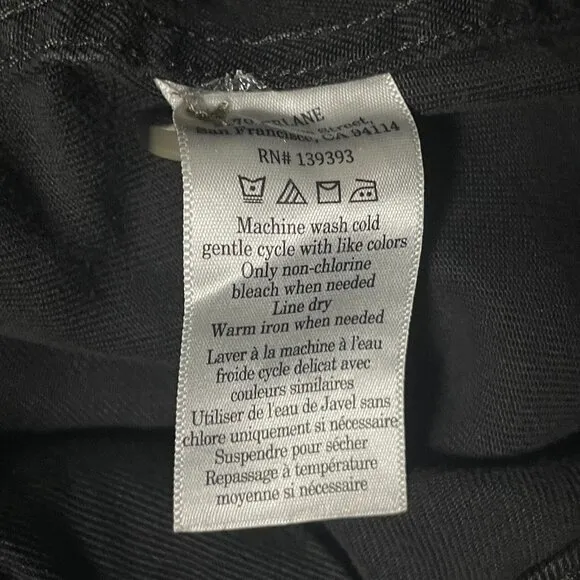 San Francisco, CA 94114
RN# 139393
Machine wash cold
gentle cycle with like colors
Only non-chlorine
bleach when needed
Line dry
Warm iron when needed
Laver à la machine à l'eau
froide cycle delicat avec
couleurs similaires
Utiliser de l'eau de Javel sans
chlore uniquement si nécessaire
Suspendre pour sécher
Repassage à température
moyenne si nécessaire